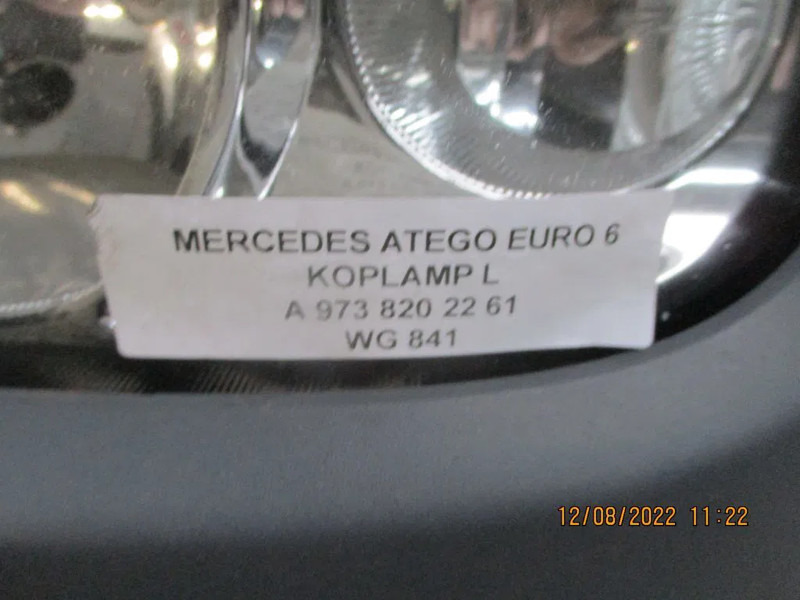 MERCEDES ATEGO EURO 6
KOPLAMP L
A 973 820 22 61
WG 841
12/08/2022 11:22